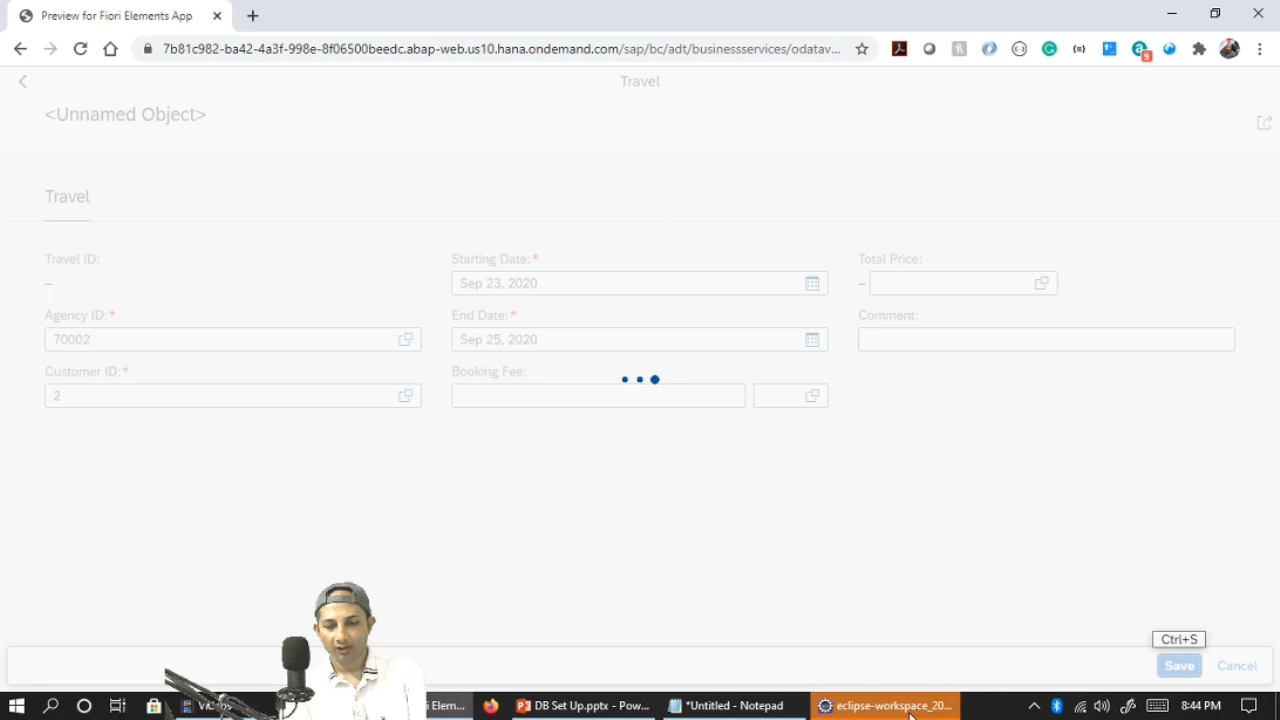 Preview for Fiori Elements App
7b81c982-ba42-4a3f-998e-8f06500beedc.abap-web.us10.hana.ondemand.com/sap/bc/adt/businessservices/odatav...
9
Travel
<Unnamed Object>
Travel
Travel ID:
–
Starting Date:*
Sep 23, 2020
Total Price:
–
Agency ID:*
70002
End Date:*
Sep 25, 2020
Comment:
Customer ID:*
2
Booking Fee:
Ctrl+S
Save
Cancel
DB Set Up.pptx - Pow...
*Untitled - Notepad
eclipse-workspace_20...
8:44 PM